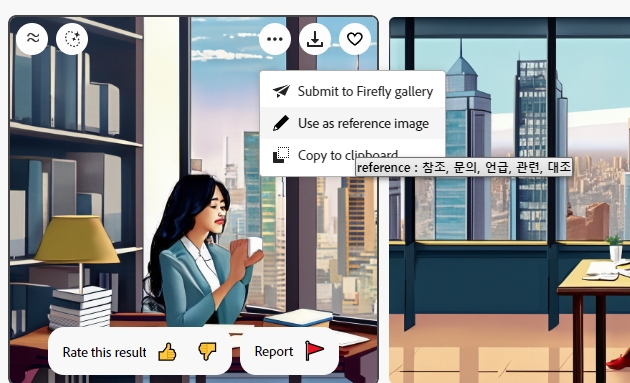 Submit to Firefly gallery
Use as reference image
Copy to clipboard
reference : 참조, 문의, 언급, 관련, 대조
Rate this result
Report